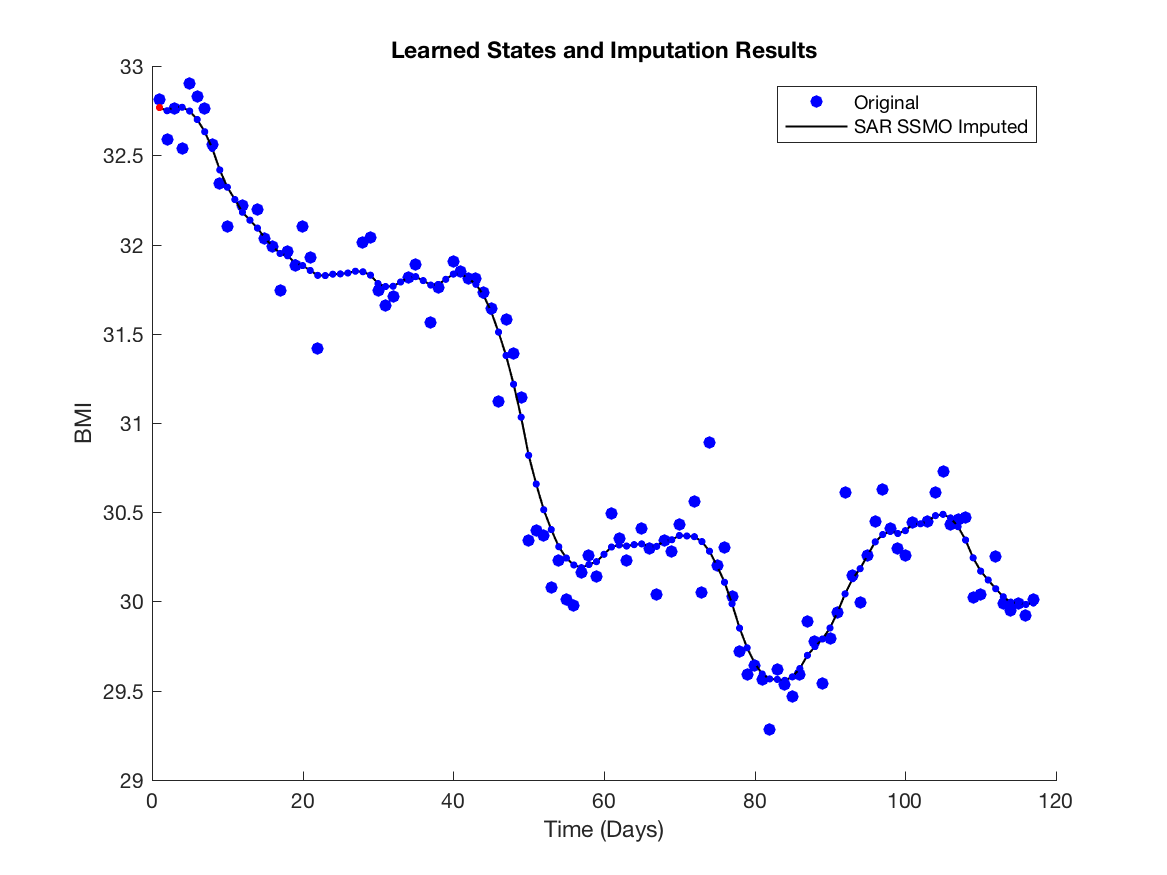 Learned States and Imputation Results
Original
SAR SSMO Imputed
33
32.5
32
31.5
31
30.5
30
29.5
29
BMI
0 20 40 60 80 100 120
Time (Days)